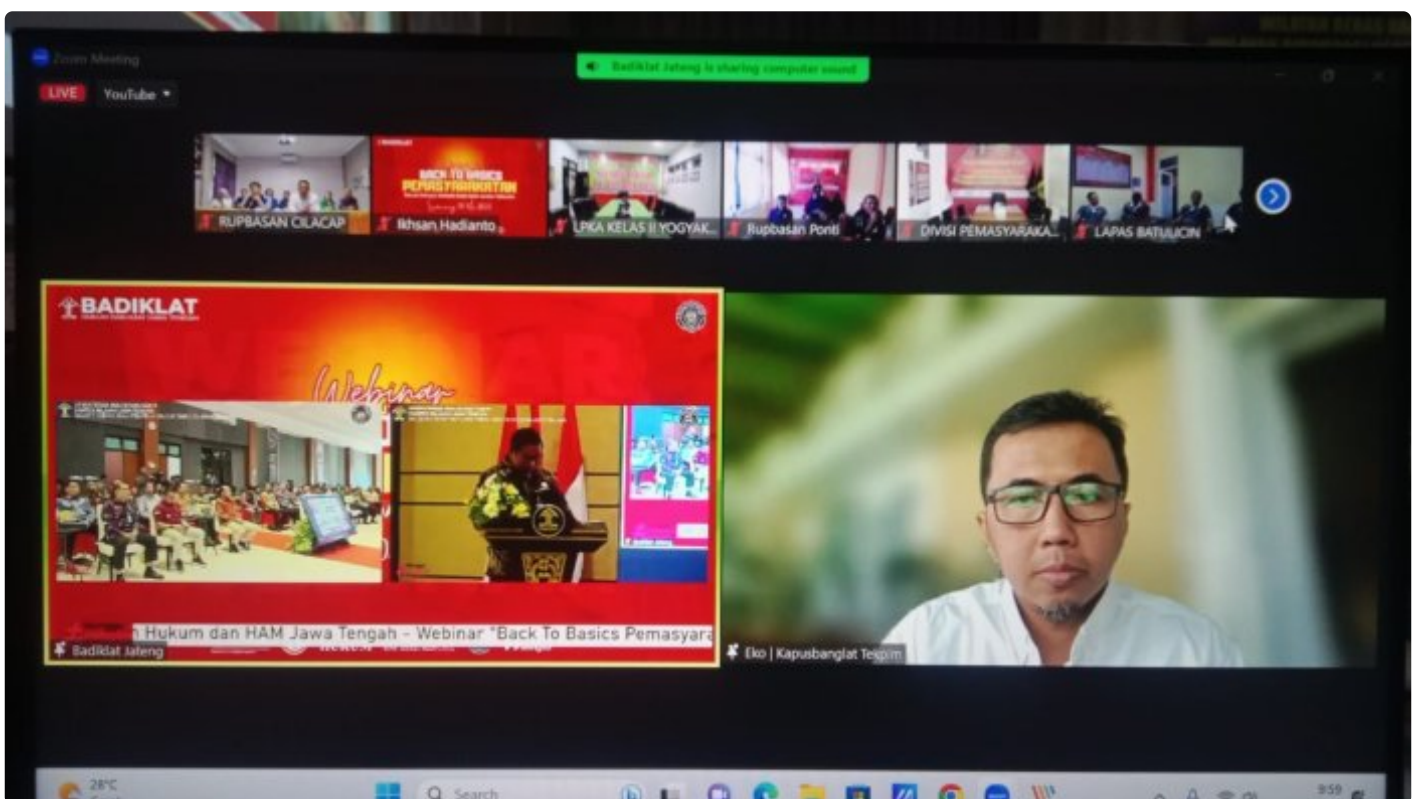 Zoom Meeting
Badiklat Jateng is sharing computer sound
LIVE
YouTube
RUPBASAN CILACAP
BACK TO BASICS
PEMASYARAKATAN
Ikhsan Hadianto
LPKA KELAS II YOGYAK...
Rupbasan Ponti
DIVISI PEMASYARAKA...
LAPAS BATULICIN
BADIKLAT
Webinar
n Hukum dan HAM Jawa Tengah - Webinar "Back To Basics Pemasyara
Badiklat Jateng
Eko | Kapusbanglat Tekpim
28°C
Search
9:59